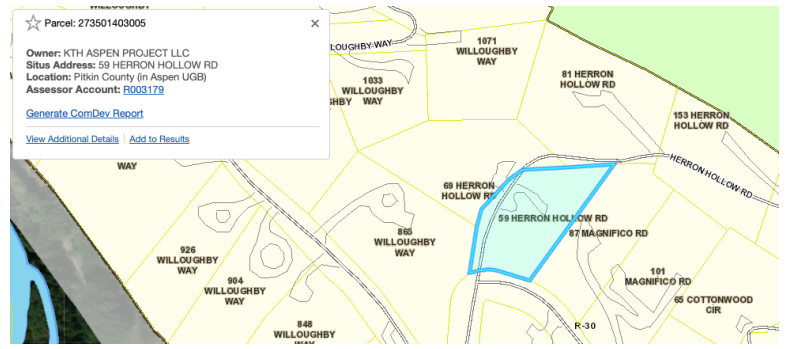 WILLOUGHBY
Parcel: 273501403005
×
Owner: KTH ASPEN PROJECT LLC
Situs Address: 59 HERRON HOLLOW RD
Location: Pitkin County (in Aspen UGB)
Assessor Account: R003179
Generate ComDev Report
View Additional Details
Add to Results
LOUGHBY WAY
1071
WILLOUGHBY
WAY
1033
WILLOUGHBY
WAY
GHBY
81 HERRON
HOLLOW RD
153 HERRON
HOLLOW RD
HERRON HOLLOW RD
WAY
69 HERRON
HOLLOW RD
59 HERRON HOLLOW RD
87 MAGNIFICO RD
865
WILLOUGHBY
WAY
926
WILLOUGHBY
WAY
904
WILLOUGHBY
WAY
101
MAGNIFICO RD
65 COTTONWOOD
CIR
848
WILLOUGHBY
WAY
R-30